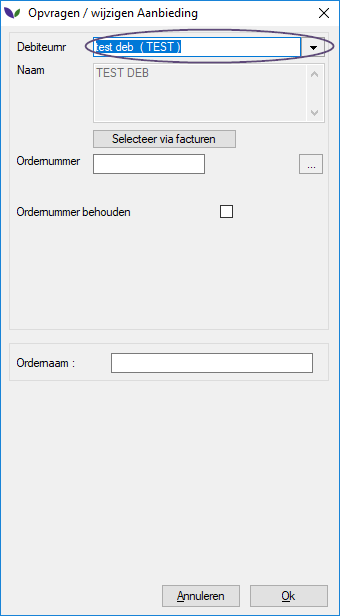 Opvragen / wijzigen Aanbieding
Debiteurnr test deb ( TEST )
Naam TEST DEB
Selecteer via facturen
Ordernummer ...
Ordernummer behouden
Ordernaam :
Annuleren Ok